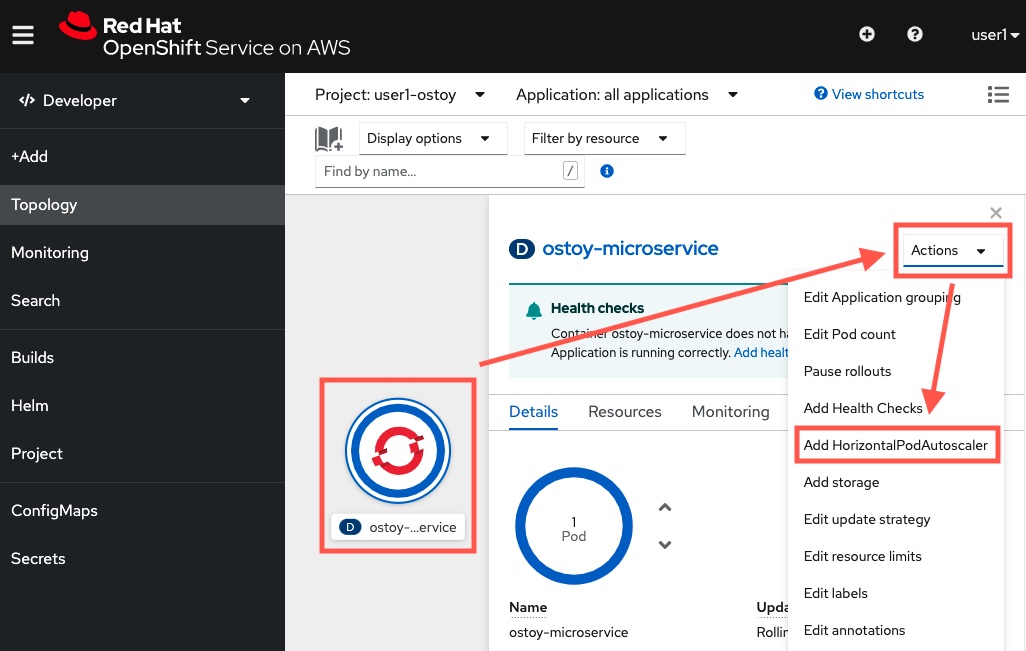 Red Hat
OpenShift Service on AWS
user1
Developer
+Add
Topology
Monitoring
Search
Builds
Helm
Project
ConfigMaps
Secrets
Project: user1-ostoy
Application: all applications
View shortcuts
Display options
Filter by resource
Find by name...
/
D ostoy-microservice
Actions
Health checks
Container ostoy-microservice does not ha
Application is running correctly. Add healt
Edit Application grouping
Edit Pod count
Pause rollouts
Add Health Checks
Add HorizontalPodAutoscaler
Add storage
Edit update strategy
Edit resource limits
Edit labels
Edit annotations
Details
Resources
Monitoring
D ostoy-...ervice
1
Pod
Name
ostoy-microservice
Upda
Rollin